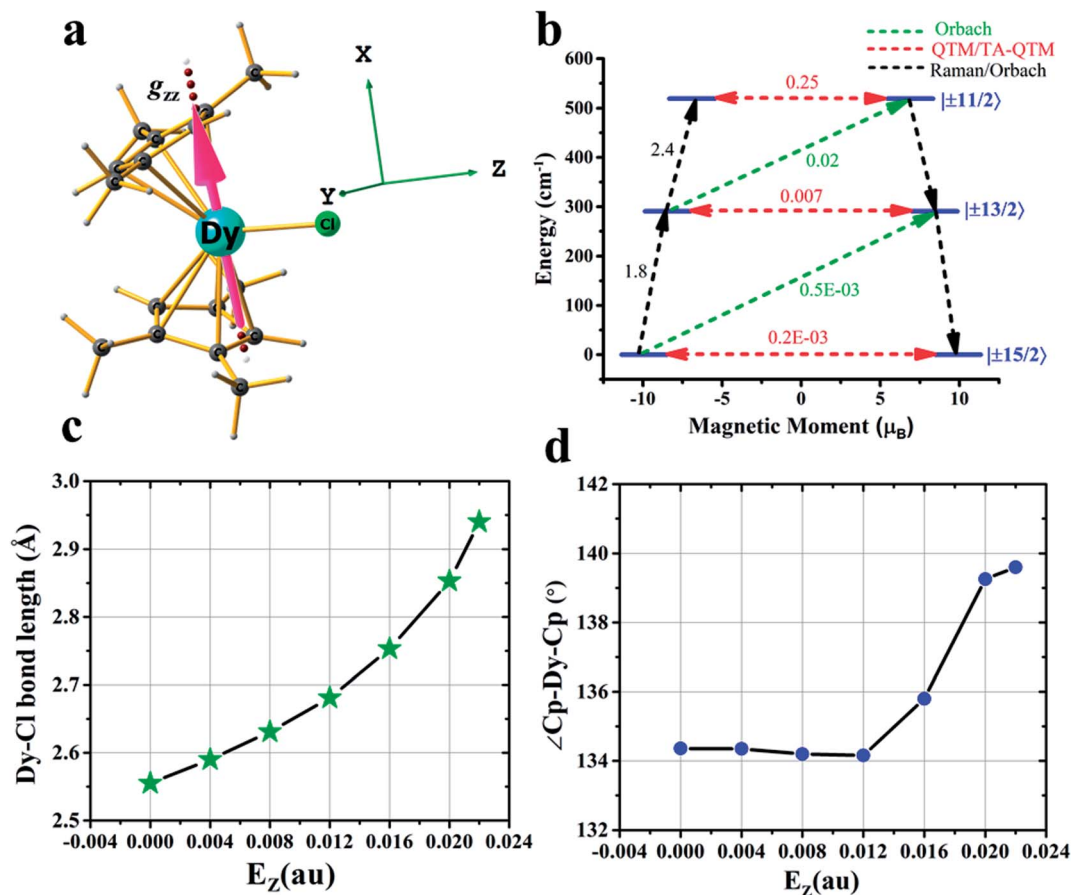 a
X
Z
Y
g_zz
Dy
Cl
C C C C C C C C C C
b
Orbach
QTM/TA-QTM
Raman/Orbach
600
500
400
300
200
100
0
Energy (cm⁻¹)
0.25
|±11/2⟩
2.4
0.02
0.007
|±13/2⟩
1.8
0.5E-03
0.2E-03
|±15/2⟩
-10 -5 0 5 10
Magnetic Moment (μ_B)
c
3.0
2.9
2.8
2.7
2.6
2.5
Dy-Cl bond length (Å)
-0.004 0.000 0.004 0.008 0.012 0.016 0.020 0.024
E_Z(au)
d
142
140
138
136
134
132
∠Cp-Dy-Cp (°)
-0.004 0.000 0.004 0.008 0.012 0.016 0.020 0.024
E_Z(au)